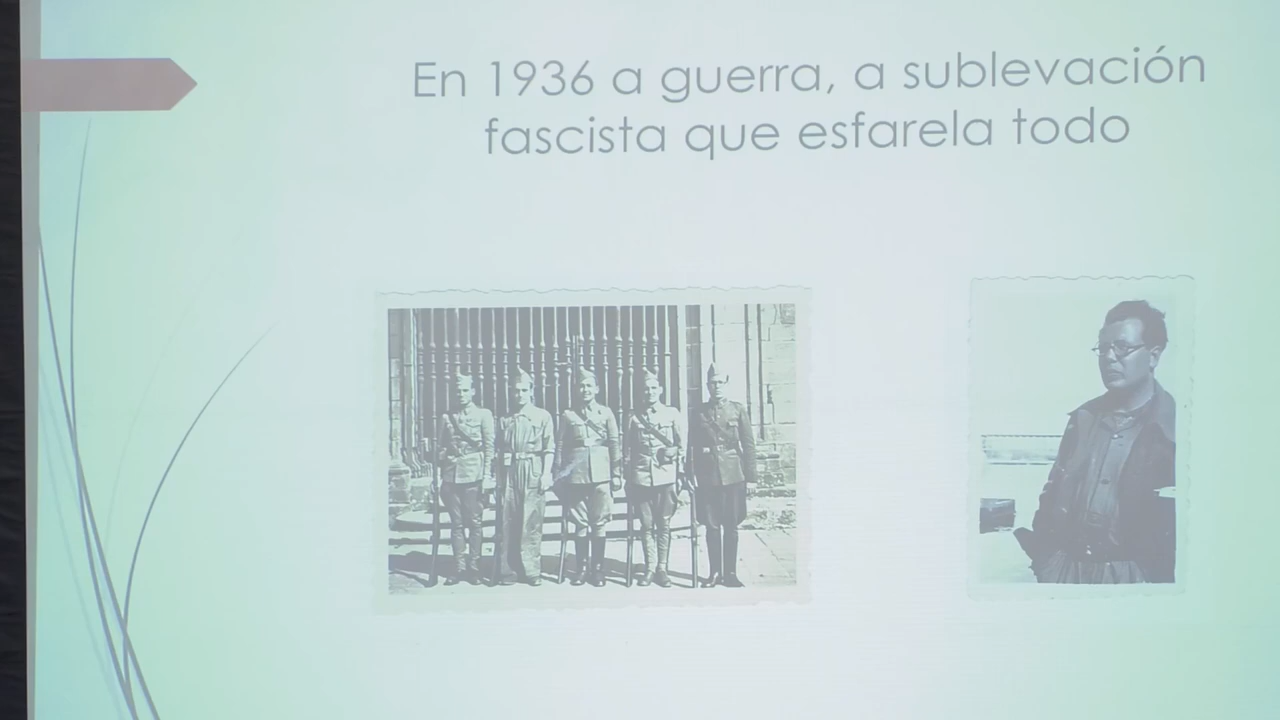 En 1936 a guerra, a sublevación
fascista que esfarela todo